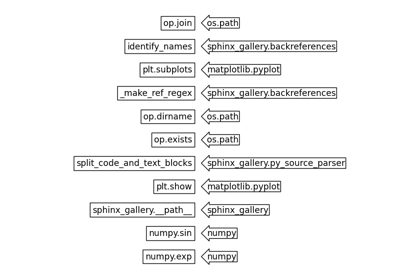 op.join os.path
identify_names sphinx_gallery.backreferences
plt.subplots matplotlib.pyplot
_make_ref_regex sphinx_gallery.backreferences
op.dirname os.path
op.exists os.path
split_code_and_text_blocks sphinx_gallery.py_source_parser
plt.show matplotlib.pyplot
sphinx_gallery.__path__ sphinx_gallery
numpy.sin numpy
numpy.exp numpy